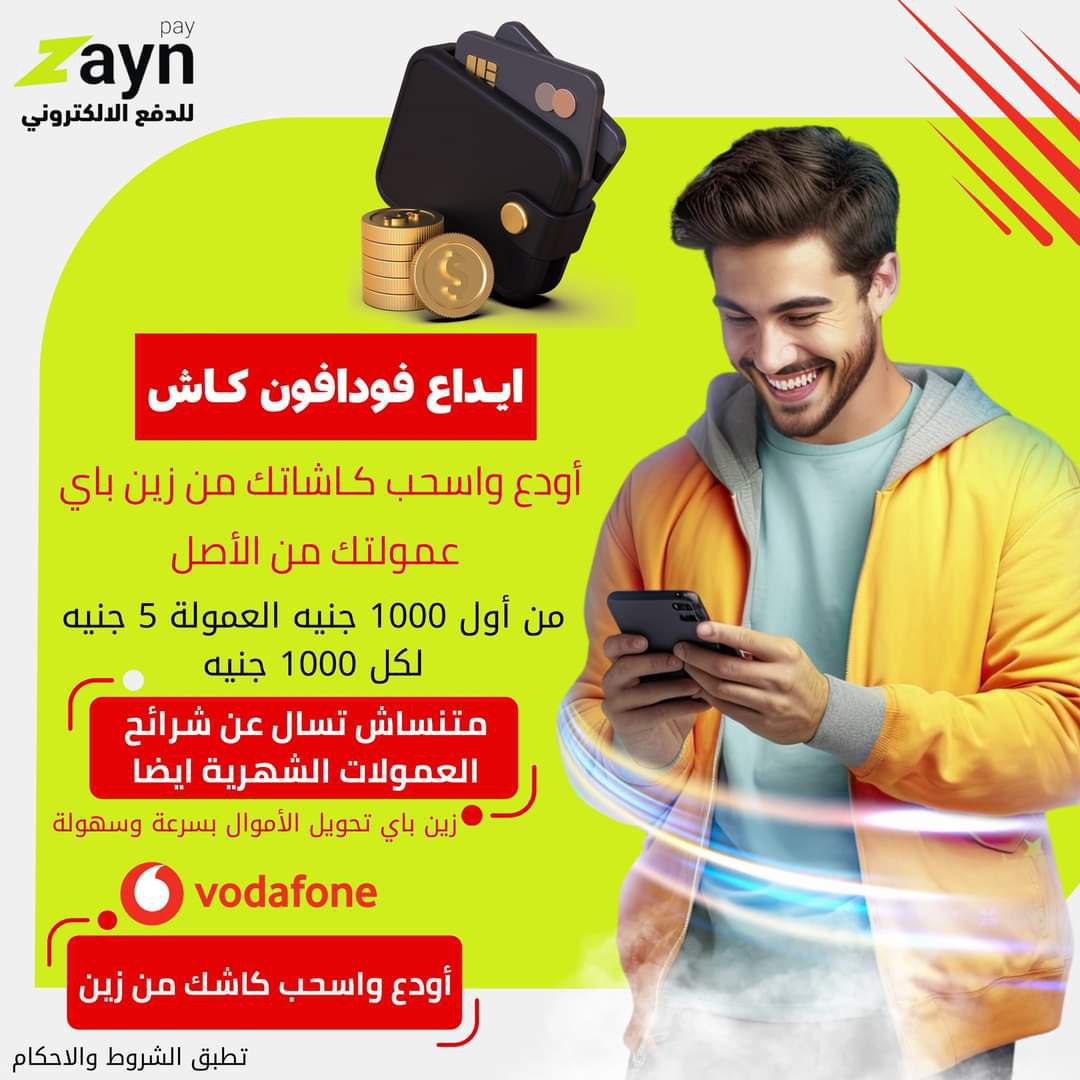 pay
zayn
للدفع الالكتروني
ايداع فودافون كاش
أودع واسحب كاشاتك من زين باي
عمولتك من الأصل
من أول 1000 جنيه العمولة 5 جنيه
لكل 1000 جنيه
متنساش تسال عن شرائح
العمولات الشهرية ايضا
زين باي تحويل الأموال بسرعة وسهولة
vodafone
أودع واسحب كاشك من زين
تطبق الشروط والاحكام